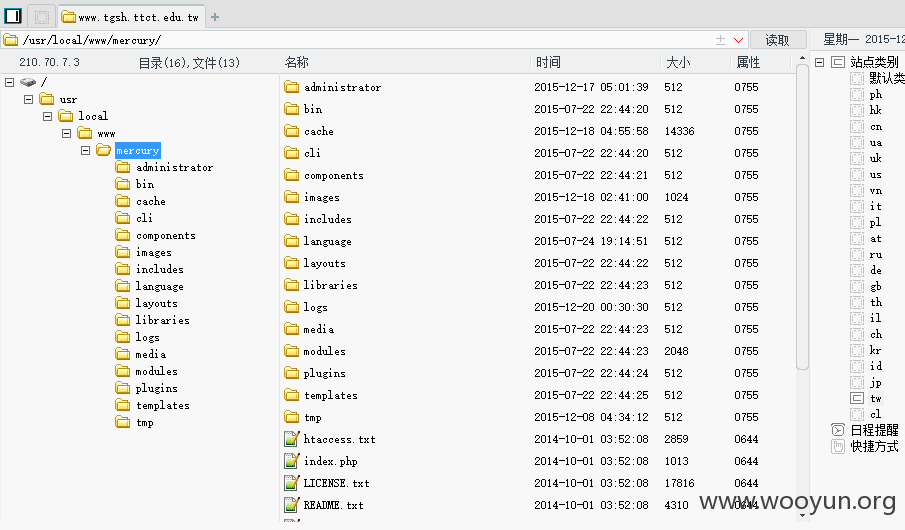 www.tgsh.ttct.edu.tw +
/usr/local/www/mercury/ 读取 星期一 2015-12
210.70.7.3 目录(16),文件(13) 名称 时间 大小 属性 站点类别
/ 默认类
usr ph
local hk
www cn
mercury ua
administrator uk
bin us
cache vn
cli it
components pl
images at
includes ru
language de
layouts gb
libraries th
logs il
media ch
modules kr
plugins id
templates jp
tmp tw
cl
日程提醒
快捷方式
administrator 2015-12-17 05:01:39 512 0755
bin 2015-07-22 22:44:20 512 0755
cache 2015-12-18 04:55:58 14336 0755
cli 2015-07-22 22:44:20 512 0755
components 2015-07-22 22:44:21 512 0755
images 2015-12-18 02:41:00 1024 0755
includes 2015-07-22 22:44:22 512 0755
language 2015-07-24 19:14:51 512 0755
layouts 2015-07-22 22:44:22 512 0755
libraries 2015-07-22 22:44:23 512 0755
logs 2015-12-20 00:30:30 512 0755
media 2015-07-22 22:44:23 512 0755
modules 2015-07-22 22:44:23 2048 0755
plugins 2015-07-22 22:44:24 512 0755
templates 2015-07-22 22:44:25 512 0755
tmp 2015-12-08 04:34:12 512 0755
htaccess.txt 2014-10-01 03:52:08 2859 0644
index.php 2014-10-01 03:52:08 1013 0644
LICENSE.txt 2014-10-01 03:52:08 17816 0644
README.txt 2014-10-01 03:52:08 4310 0644
www.wooyun.org